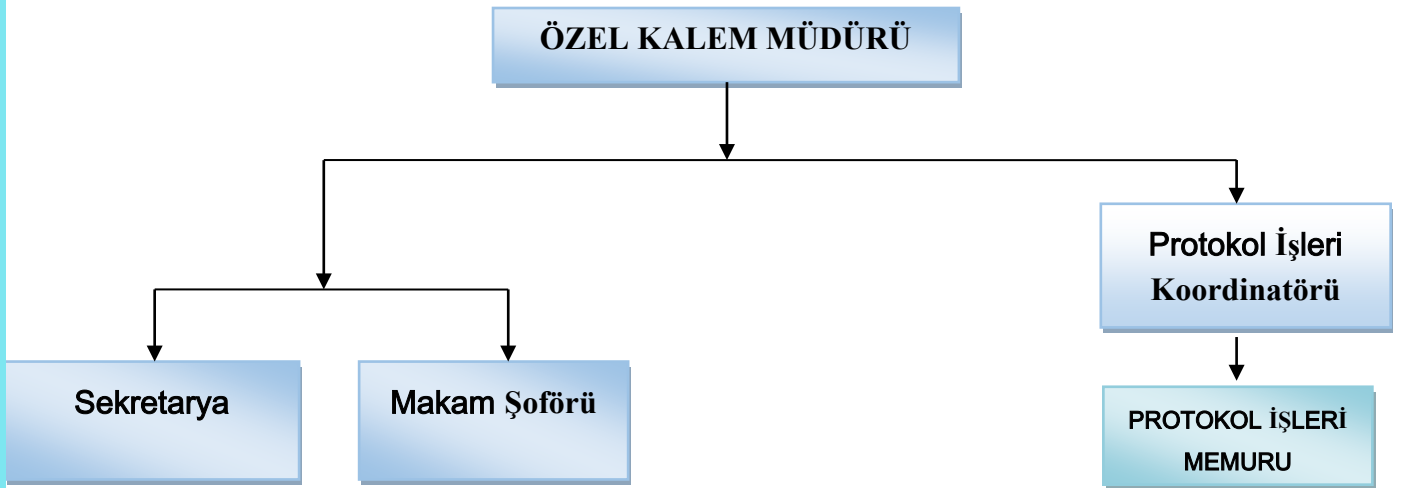 ÖZEL KALEM MÜDÜRÜ
Protokol İşleri
Koordinatörü
Sekretarya
Makam Şoförü
PROTOKOL İŞLERİ
MEMURU